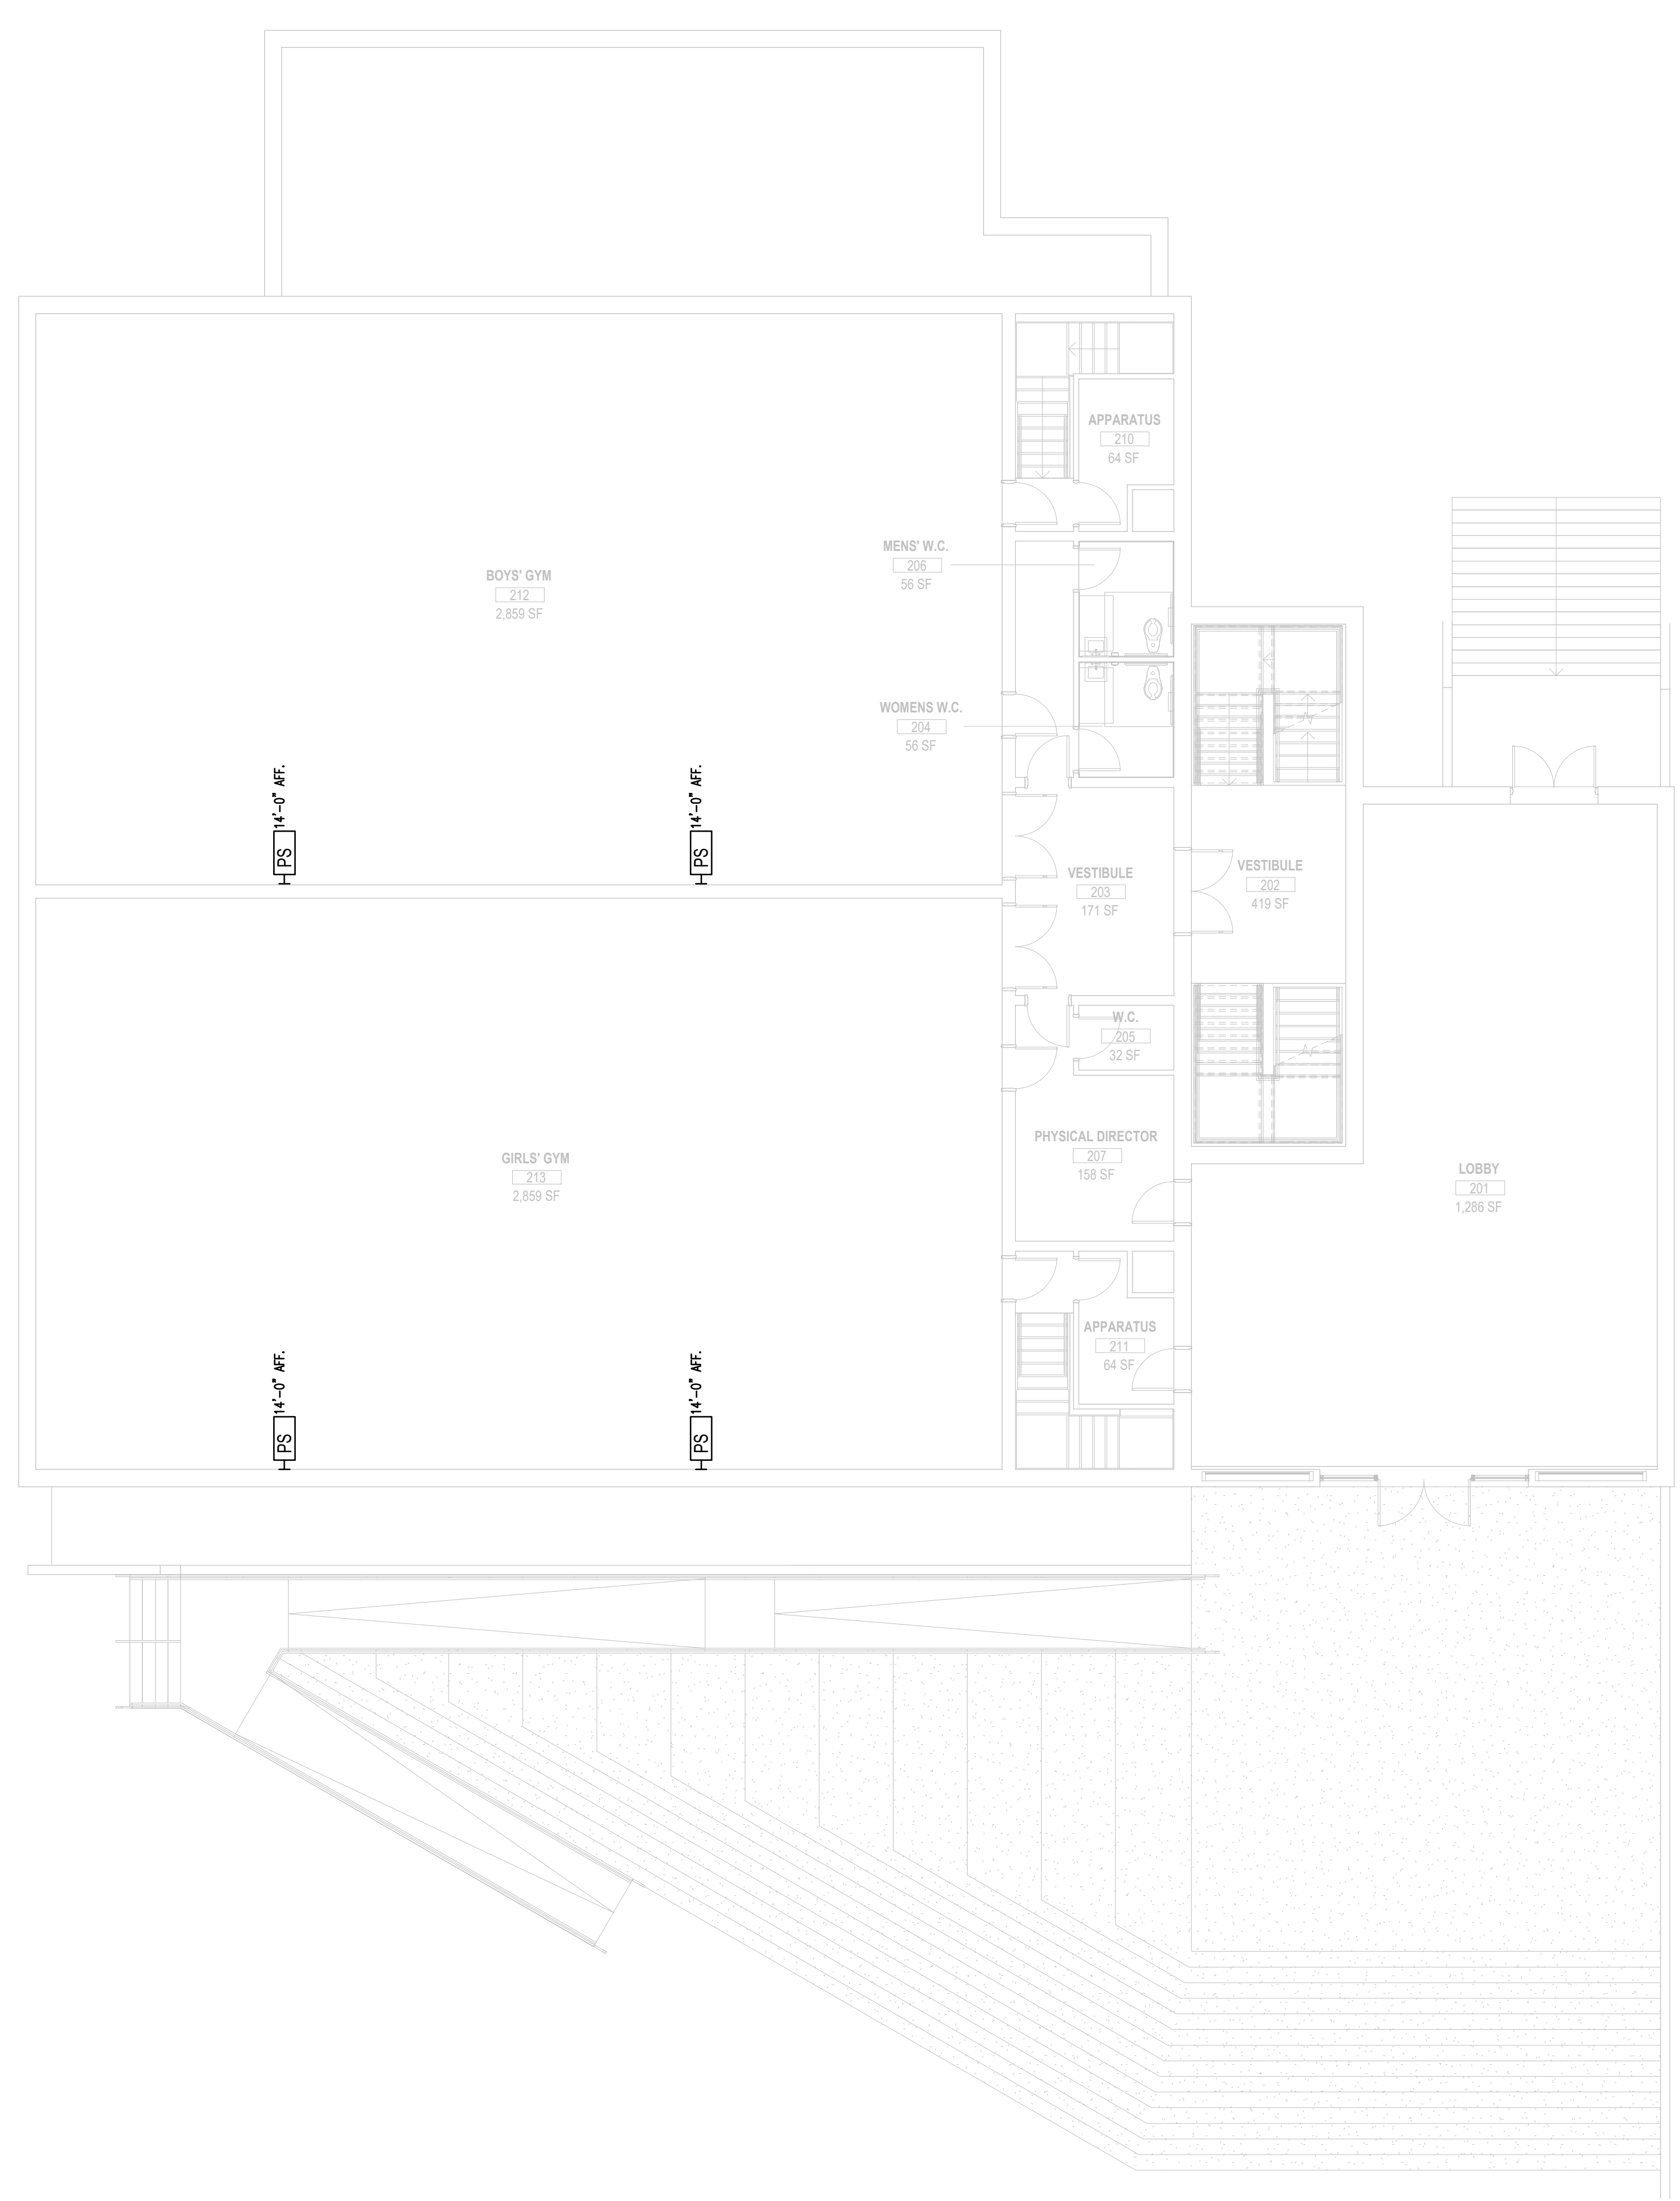 APPARATUS
210
64 SF
MENS' W.C.
206
56 SF
BOYS' GYM
212
2,859 SF
WOMENS W.C.
204
56 SF
14'-0" AFF.
PS
14'-0" AFF.
PS
VESTIBULE
203
171 SF
VESTIBULE
202
419 SF
W.C.
205
32 SF
PHYSICAL DIRECTOR
207
158 SF
GIRLS' GYM
213
2,859 SF
LOBBY
201
1,286 SF
APPARATUS
211
64 SF
14'-0" AFF.
PS
14'-0" AFF.
PS